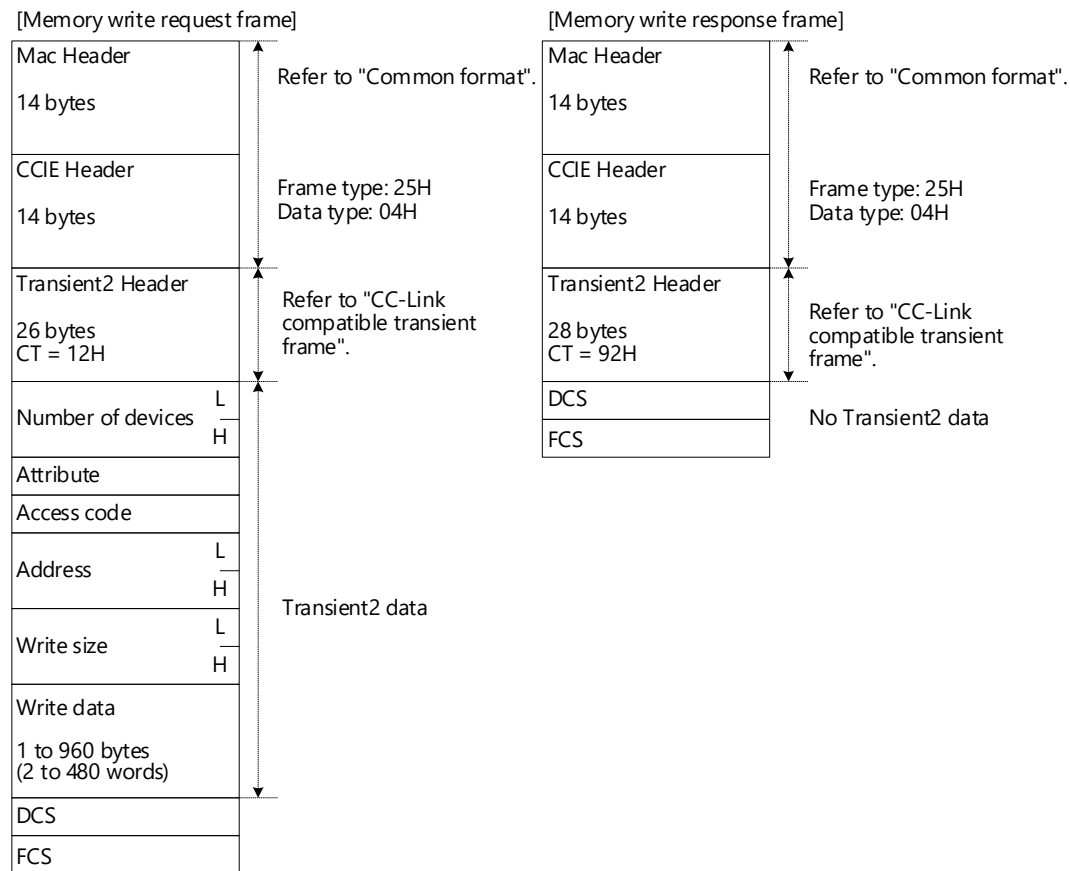 [Memory write request frame]
Mac Header
14 bytes
Refer to "Common format".
CCIE Header
14 bytes
Frame type: 25H
Data type: 04H
Transient2 Header
26 bytes
CT = 12H
Refer to "CC-Link
compatible transient
frame".
Number of devices
L
H
Attribute
Access code
Address
L
H
Write size
L
H
Write data
1 to 960 bytes
(2 to 480 words)
Transient2 data
DCS
FCS
[Memory write response frame]
Mac Header
14 bytes
Refer to "Common format".
CCIE Header
14 bytes
Frame type: 25H
Data type: 04H
Transient2 Header
28 bytes
CT = 92H
Refer to "CC-Link
compatible transient
frame".
DCS
FCS
No Transient2 data